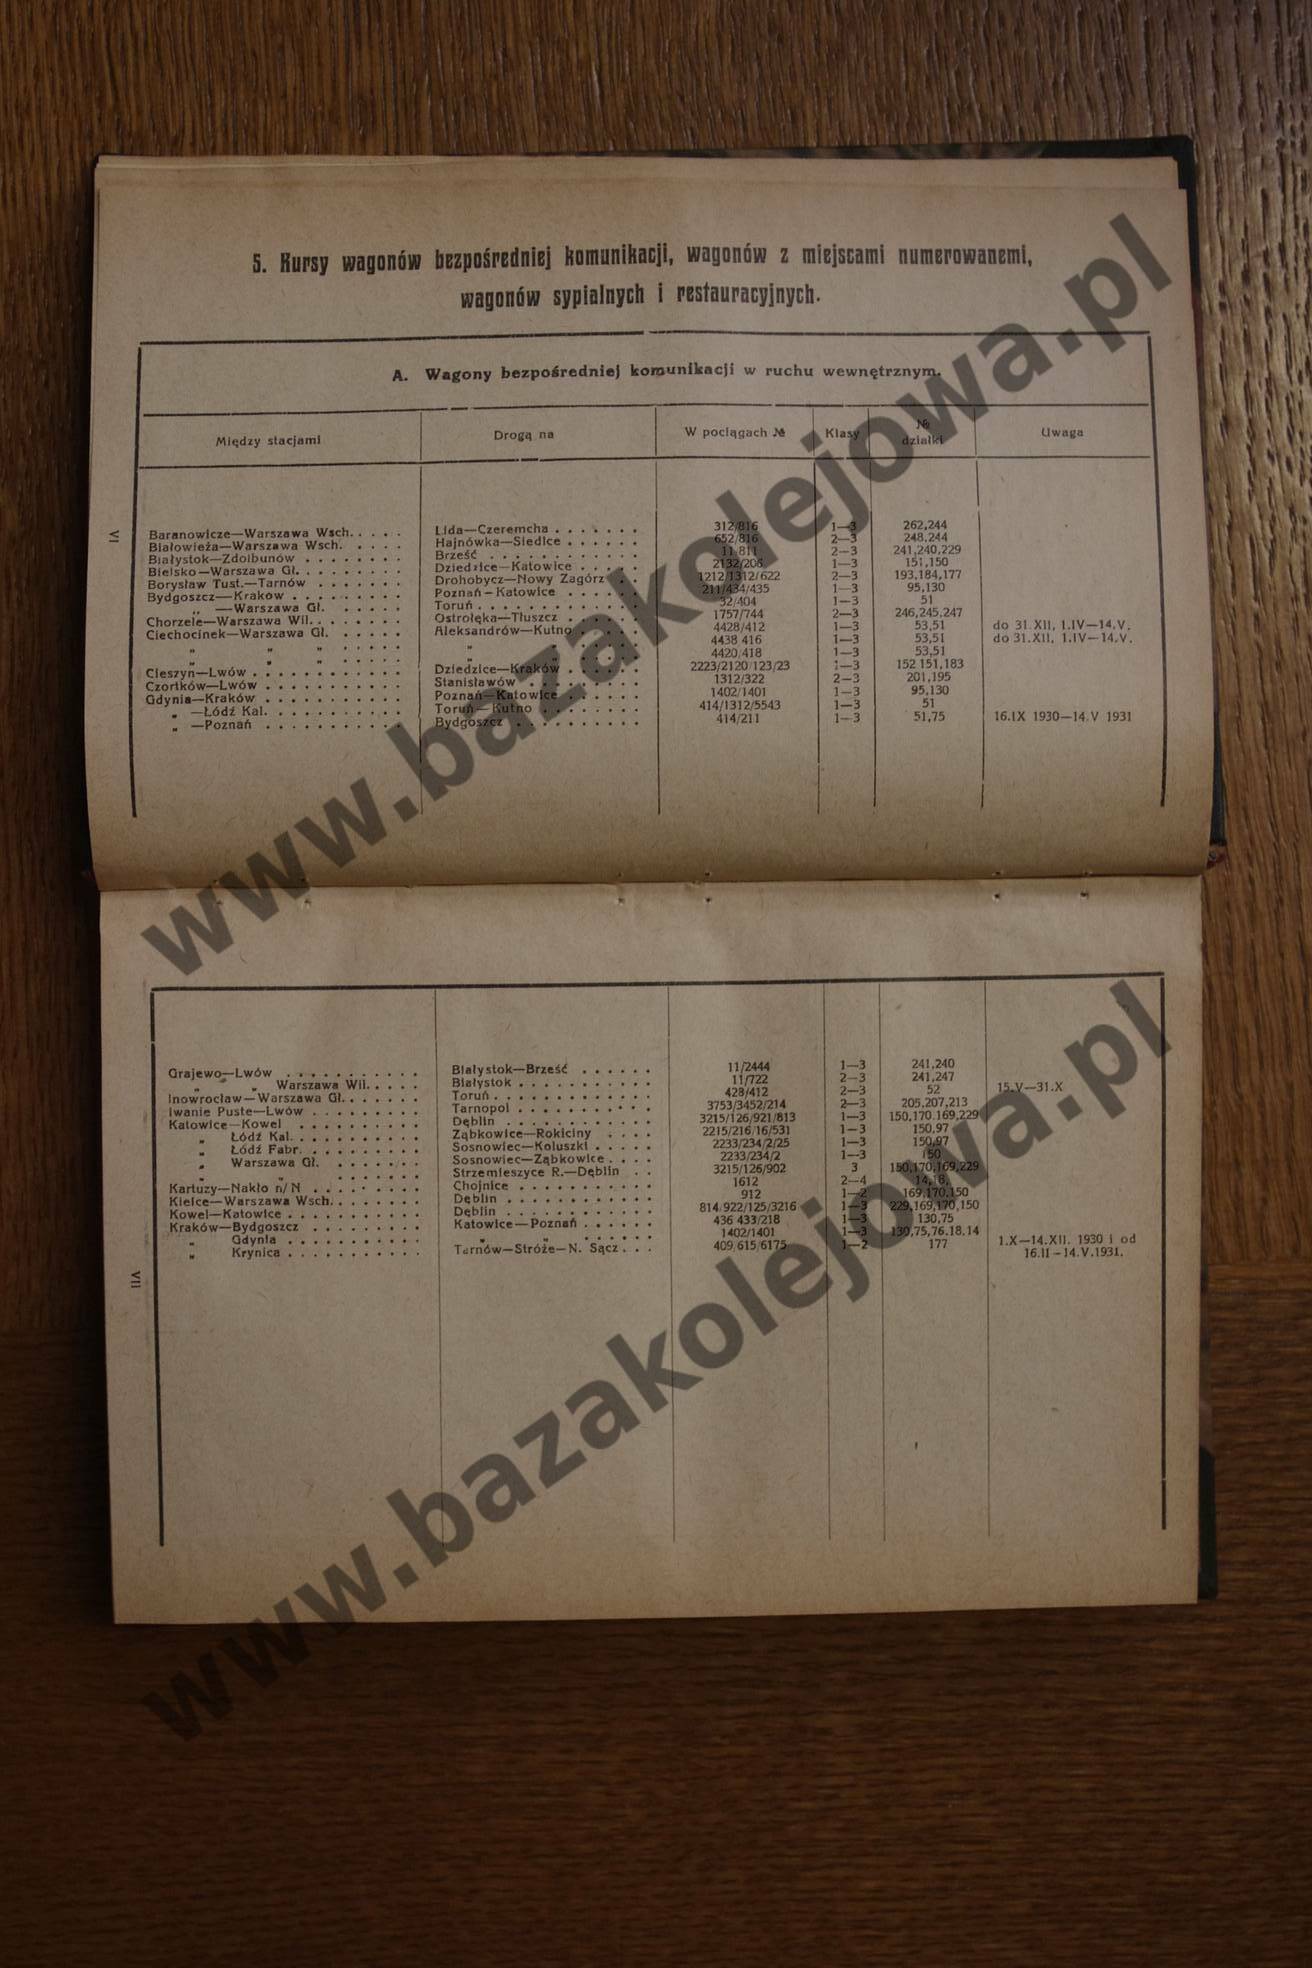 5. Kursy wagonów bezpośredniej komunikacji, wagonów z miejscami numerowanemi,
wagonów sypialnych i restauracyjnych.
A. Wagony bezpośredniej komunikacji w ruchu wewnętrznym.
Między stacjami Drogą na W pociągach № Klasy № działki Uwaga
VI
Baranowicze—Warszawa Wsch. . . . . Lida—Czeremcha . . . . . . . 312/816 1—3 262,244
Białowieża—Warszawa Wsch. . . . . Hajnówka—Siedlce . . . . . . 652/816 2—3 248,244
Białystok—Zdołbunów . . . . . . . . Brześć . . . . . . . . . . . . 11 811 2—3 241,240,229
Bielsko—Warszawa Gł. . . . . . . . . Dziedzice—Katowice . . . . . 2132/206 1—3 151,150
Borysław Tust.—Tarnów . . . . . . . Drohobycz—Nowy Zagórz . . 1212/1312/622 2—3 193,184,177
Bydgoszcz—Kraków . . . . . . . . . Poznań—Katowice . . . . . . 211/434/435 1—3 95,130
„ —Warszawa Gł. . . . . . Toruń . . . . . . . . . . . . . 32/404 1—3 51
Chorzele—Warszawa Wil. . . . . . . . Ostrołęka—Tłuszcz . . . . . . 1757/744 2—3 246,245,247
Ciechocinek—Warszawa Gł. . . . . . Aleksandrów—Kutno . . . . . 4428/412 1—3 53,51 do 31.XII, 1.IV—14.V.
„ „ „ . . . . . „ „ 4438 416 1—3 53,51 do 31.XII, 1.IV—14.V.
„ „ „ . . . . . „ „ 4420/418 1—3 53,51
Cieszyn—Lwów . . . . . . . . . . . . Dziedzice—Kraków . . . . . . 2223/2120/123/23 1—3 152 151,183
Czortków—Lwów . . . . . . . . . . . Stanisławów . . . . . . . . . 1312/322 2—3 201,195
Gdynia—Kraków . . . . . . . . . . . Poznań—Katowice . . . . . . 1402/1401 1—3 95,130
„ —Łódź Kal. . . . . . . . . . . Toruń—Kutno . . . . . . . . 414/1312/5543 1—3 51
„ —Poznań . . . . . . . . . . . Bydgoszcz . . . . . . . . . . 414/211 1—3 51,75 16.IX 1930—14.V 1931
VII
Grajewo—Lwów . . . . . . . . . . . Białystok—Brześć . . . . . . 11/2444 1—3 241,240
„ „ Warszawa Wil. . . . . Białystok . . . . . . . . . . . 11/722 2—3 241,247
Inowrocław—Warszawa Gł. . . . . . . Toruń . . . . . . . . . . . . . 428/412 2—3 52 15.V—31.X
Iwanie Puste—Lwów . . . . . . . . . Tarnopol . . . . . . . . . . . 3753/3452/214 2—3 205,207,213
Katowice—Kowel . . . . . . . . . . Dęblin . . . . . . . . . . . . 3215/126/921/813 1—3 150,170,169,229
„ Łódź Kal. . . . . . . . . . . Ząbkowice—Rokiciny . . . . 2215/216/16/531 1—3 150,97
„ Łódź Fabr. . . . . . . . . . Sosnowiec—Koluszki . . . . . 2233/234/2/25 1—3 150,97
„ Warszawa Gł. . . . . . . . Sosnowiec—Ząbkowice . . . . 2233/234/2 1—3 150
„ „ . . . . . . . Strzemieszyce R.—Dęblin . . 3215/126/902 3 150,170,169,229
Kartuzy—Nakło n/N . . . . . . . . . Chojnice . . . . . . . . . . . 1612 2—4 14,18,
Kielce—Warszawa Wsch. . . . . . . . Dęblin . . . . . . . . . . . . 912 1—2 169,170,150
Kowel—Katowice . . . . . . . . . . . Dęblin . . . . . . . . . . . . 814/922/125/3216 1—3 229,169,170,150
Kraków—Bydgoszcz . . . . . . . . . Katowice—Poznań . . . . . . 436 433/218 1—3 130,75
„ Gdynia . . . . . . . . . . . „ „ . . . . . . 1402/1401 1—3 130,75,76,18,14
„ Krynica . . . . . . . . . . . Tarnów—Stróże—N. Sącz . . . 409/615/6175 1—2 177 1.X—14.XII. 1930 i od
16.II—14.V.1931.
www.bazakolejowa.pl
www.bazakolejowa.pl